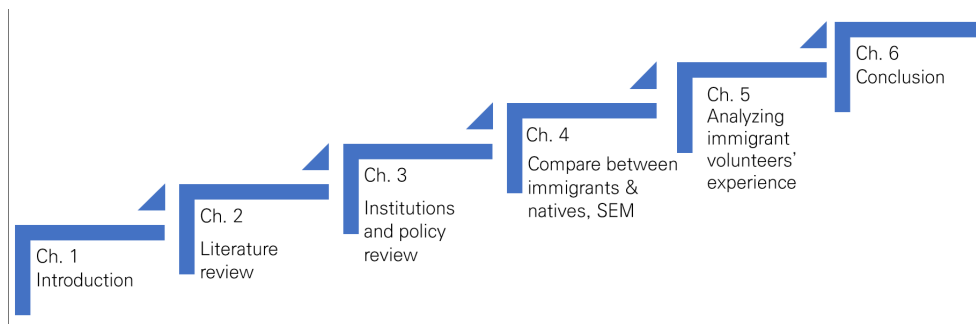 Ch. 1
Introduction
Ch. 2
Literature
review
Ch. 3
Institutions
and policy
review
Ch. 4
Compare between
immigrants &
natives, SEM
Ch. 5
Analyzing
immigrant
volunteers’
experience
Ch. 6
Conclusion